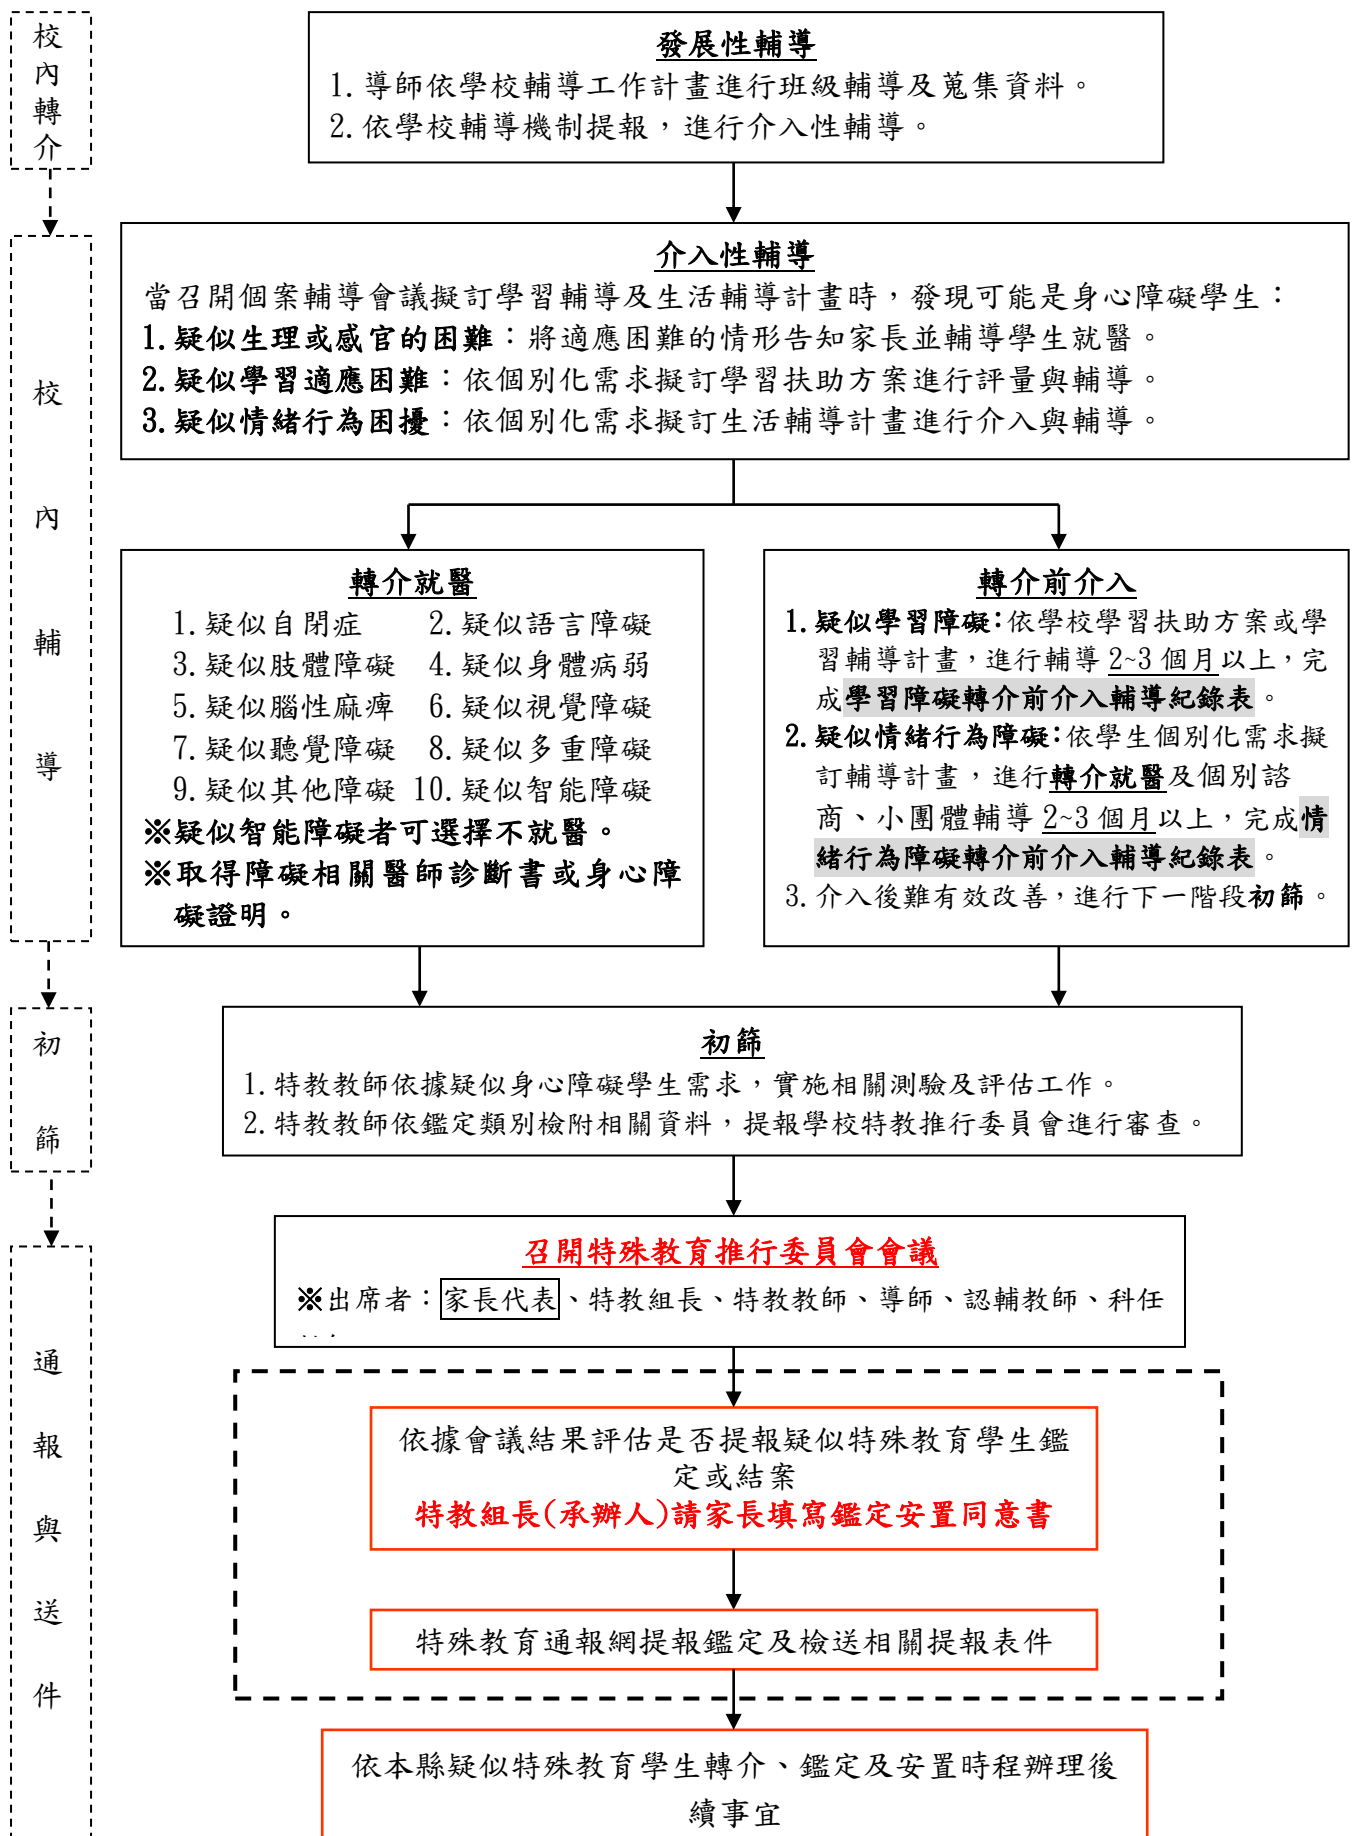 校內轉介
發展性輔導
1.導師依學校輔導工作計畫進行班級輔導及蒐集資料。
2.依學校輔導機制提報，進行介入性輔導。
校內輔導
介入性輔導
當召開個案輔導會議擬訂學習輔導及生活輔導計畫時，發現可能是身心障礙學生：
1.疑似生理或感官的困難：將適應困難的情形告知家長並輔導學生就醫。
2.疑似學習適應困難：依個別化需求擬訂學習扶助方案進行評量與輔導。
3.疑似情緒行為困擾：依個別化需求擬訂生活輔導計畫進行介入與輔導。
轉介就醫
1.疑似自閉症 2.疑似語言障礙
3.疑似肢體障礙 4.疑似身體病弱
5.疑似腦性麻痺 6.疑似視覺障礙
7.疑似聽覺障礙 8.疑似多重障礙
9.疑似其他障礙 10.疑似智能障礙
※疑似智能障礙者可選擇不就醫。
※取得障礙相關醫師診斷書或身心障
礙證明。
轉介前介入
1.疑似學習障礙:依學校學習扶助方案或學
習輔導計畫，進行輔導2~3個月以上，完
成學習障礙轉介前介入輔導紀錄表。
2.疑似情緒行為障礙:依學生個別化需求擬
訂輔導計畫，進行轉介就醫及個別諮
商、小團體輔導2~3個月以上，完成情
緒行為障礙轉介前介入輔導紀錄表。
3.介入後難有效改善，進行下一階段初篩。
初篩
初篩
1.特教教師依據疑似身心障礙學生需求，實施相關測驗及評估工作。
2.特教教師依鑑定類別檢附相關資料，提報學校特教推行委員會進行審查。
通報與送件
召開特殊教育推行委員會會議
※出席者：家長代表、特教組長、特教教師、導師、認輔教師、科任
依據會議結果評估是否提報疑似特殊教育學生鑑
定或結案
特教組長(承辦人)請家長填寫鑑定安置同意書
特殊教育通報網提報鑑定及檢送相關提報表件
依本縣疑似特殊教育學生轉介、鑑定及安置時程辦理後
續事宜